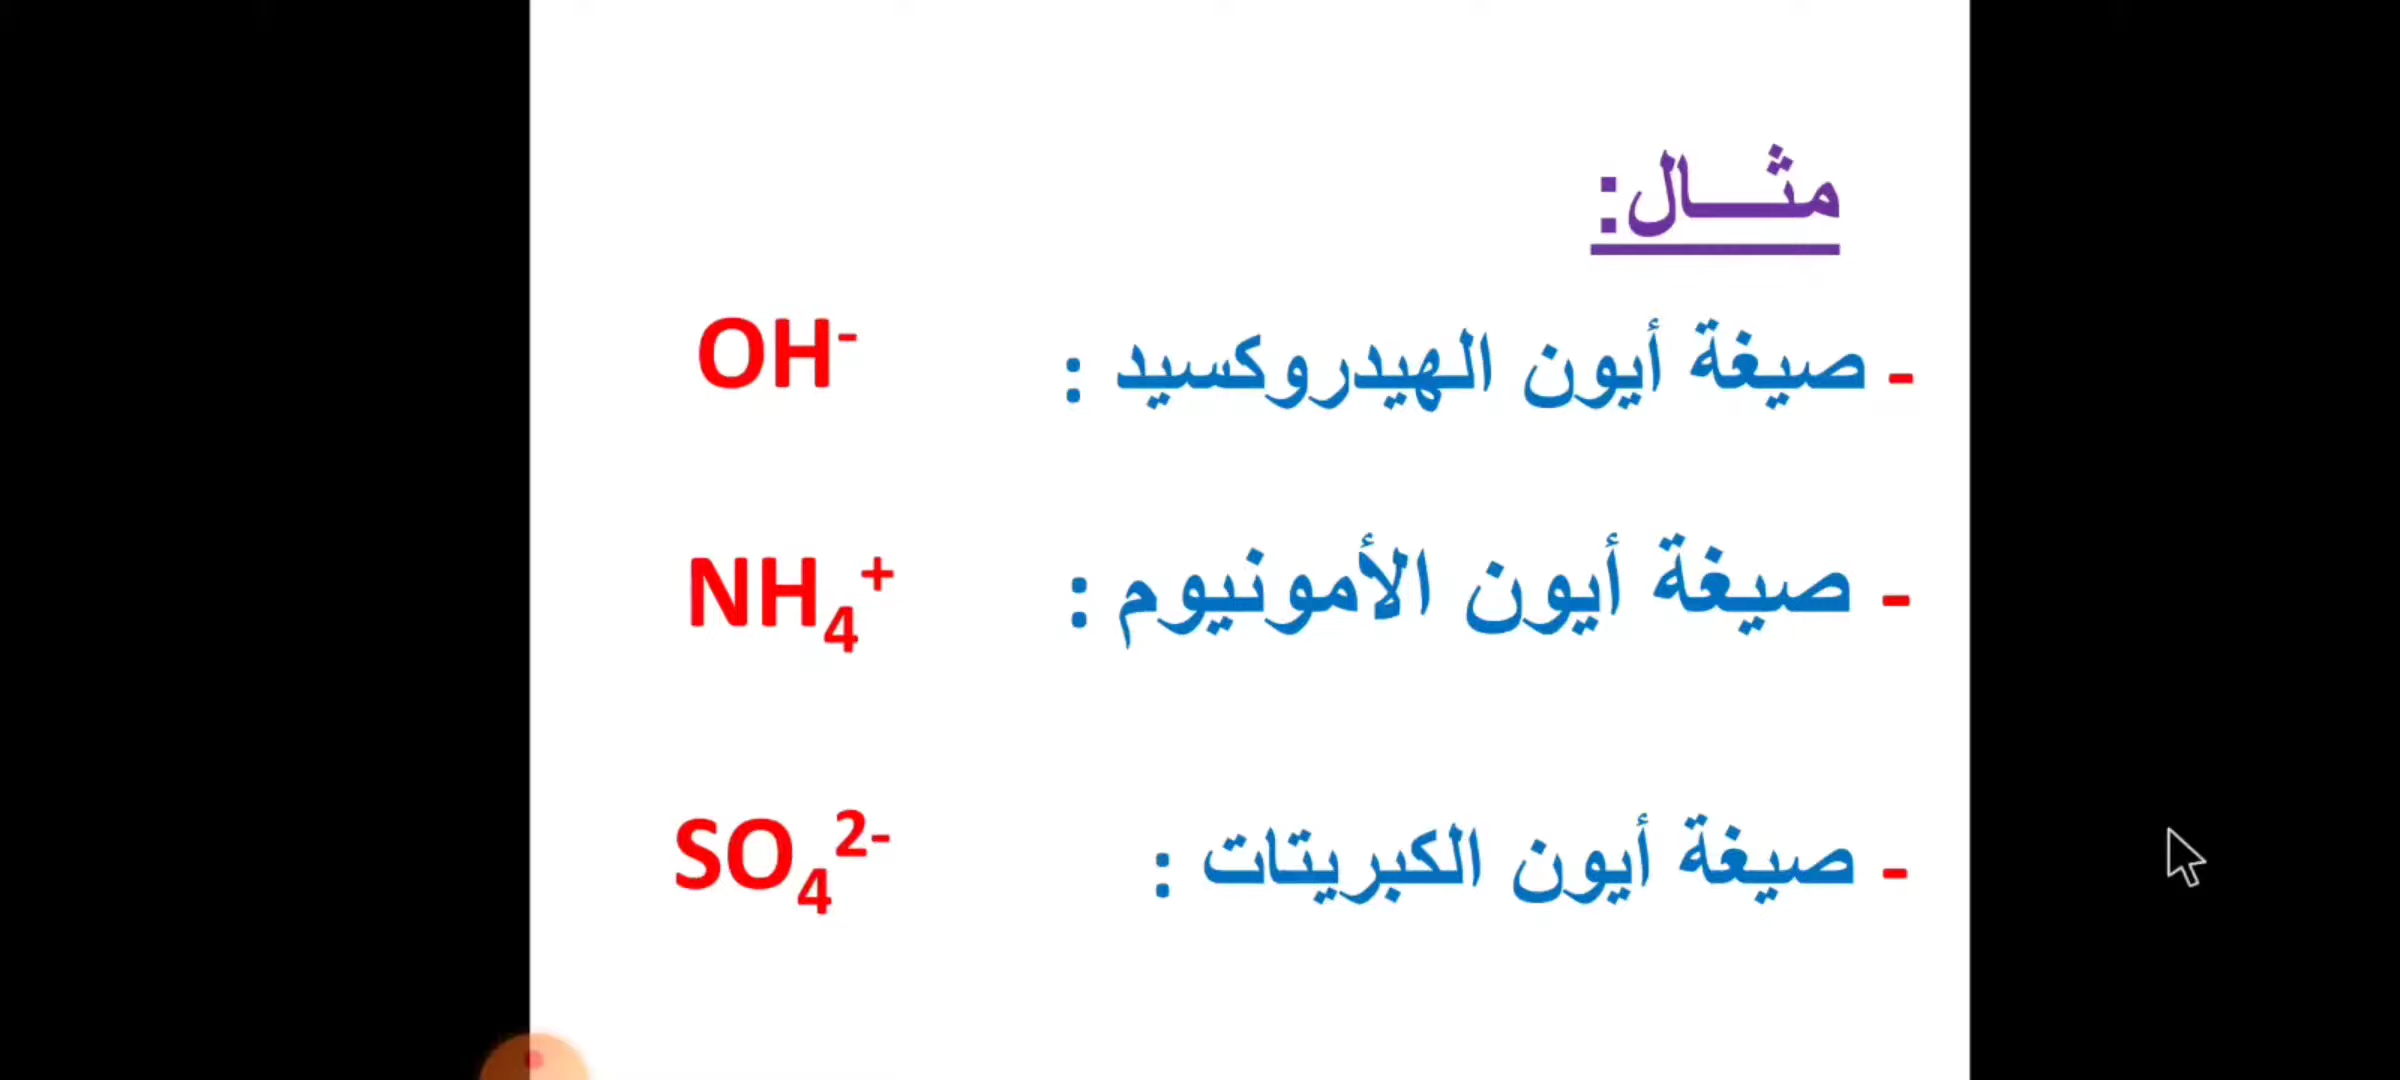 مثـــال:
- صيغة أيون الهيدروكسيد : OH⁻
- صيغة أيون الأمونيوم : NH₄⁺
- صيغة أيون الكبريتات : SO₄²⁻